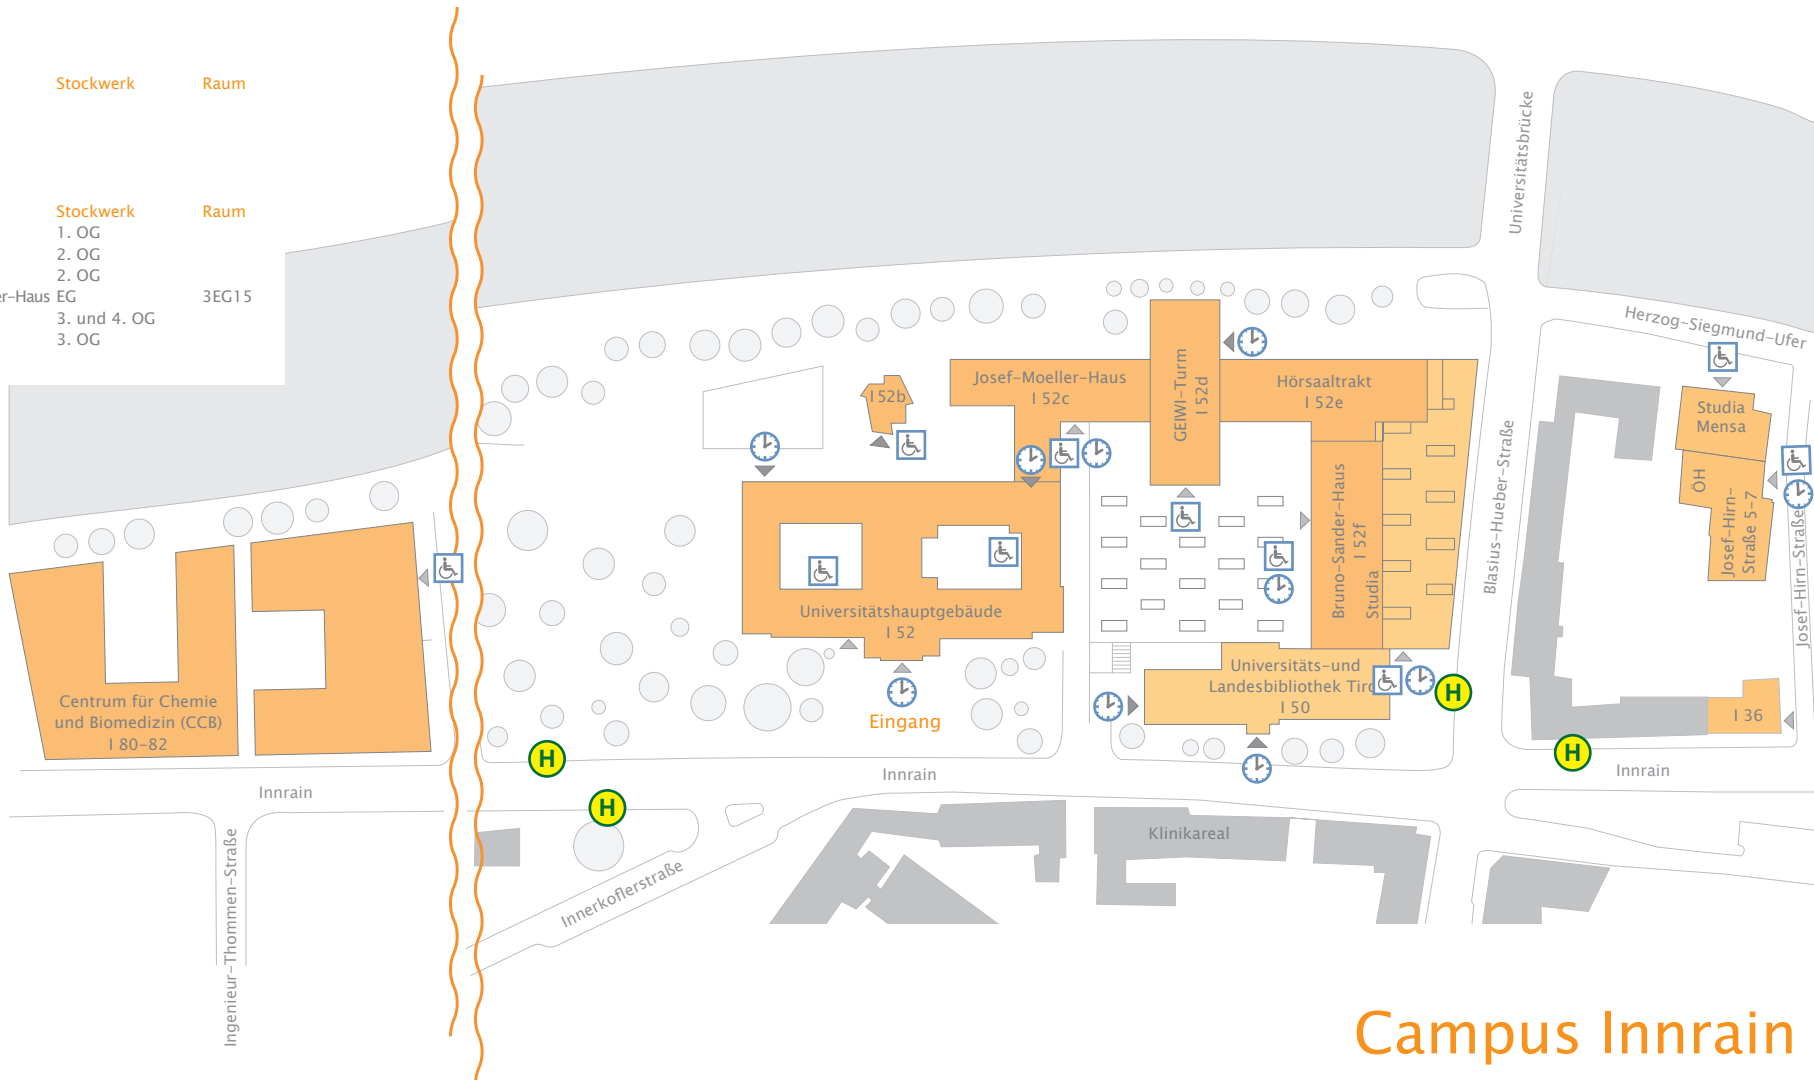 Stockwerk Raum
Stockwerk Raum
1. OG
2. OG
2. OG
er-Haus EG 3EG15
3. und 4. OG
3. OG
Universitätsbrücke
Herzog-Siegmund-Ufer
Josef-Moeller-Haus
I 52c
GEIWI-Turm
I 52d
Hörsaaltrakt
I 52e
I 52b
Studia
Mensa
ÖH
Josef-Hirn-
Straße 5-7
Josef-Hirn-Straße
Blasius-Hueber-Straße
Bruno-Sander-Haus
I 52f
Studia
Universitätshauptgebäude
I 52
Eingang
Universitäts-und
Landesbibliothek Tiro
I 50
H
H
H
H
I 36
Centrum für Chemie
und Biomedizin (CCB)
I 80-82
Innrain
Innrain
Innrain
Klinikareal
Innerkoflerstraße
Ingenieur-Thommen-Straße
Campus Innrain